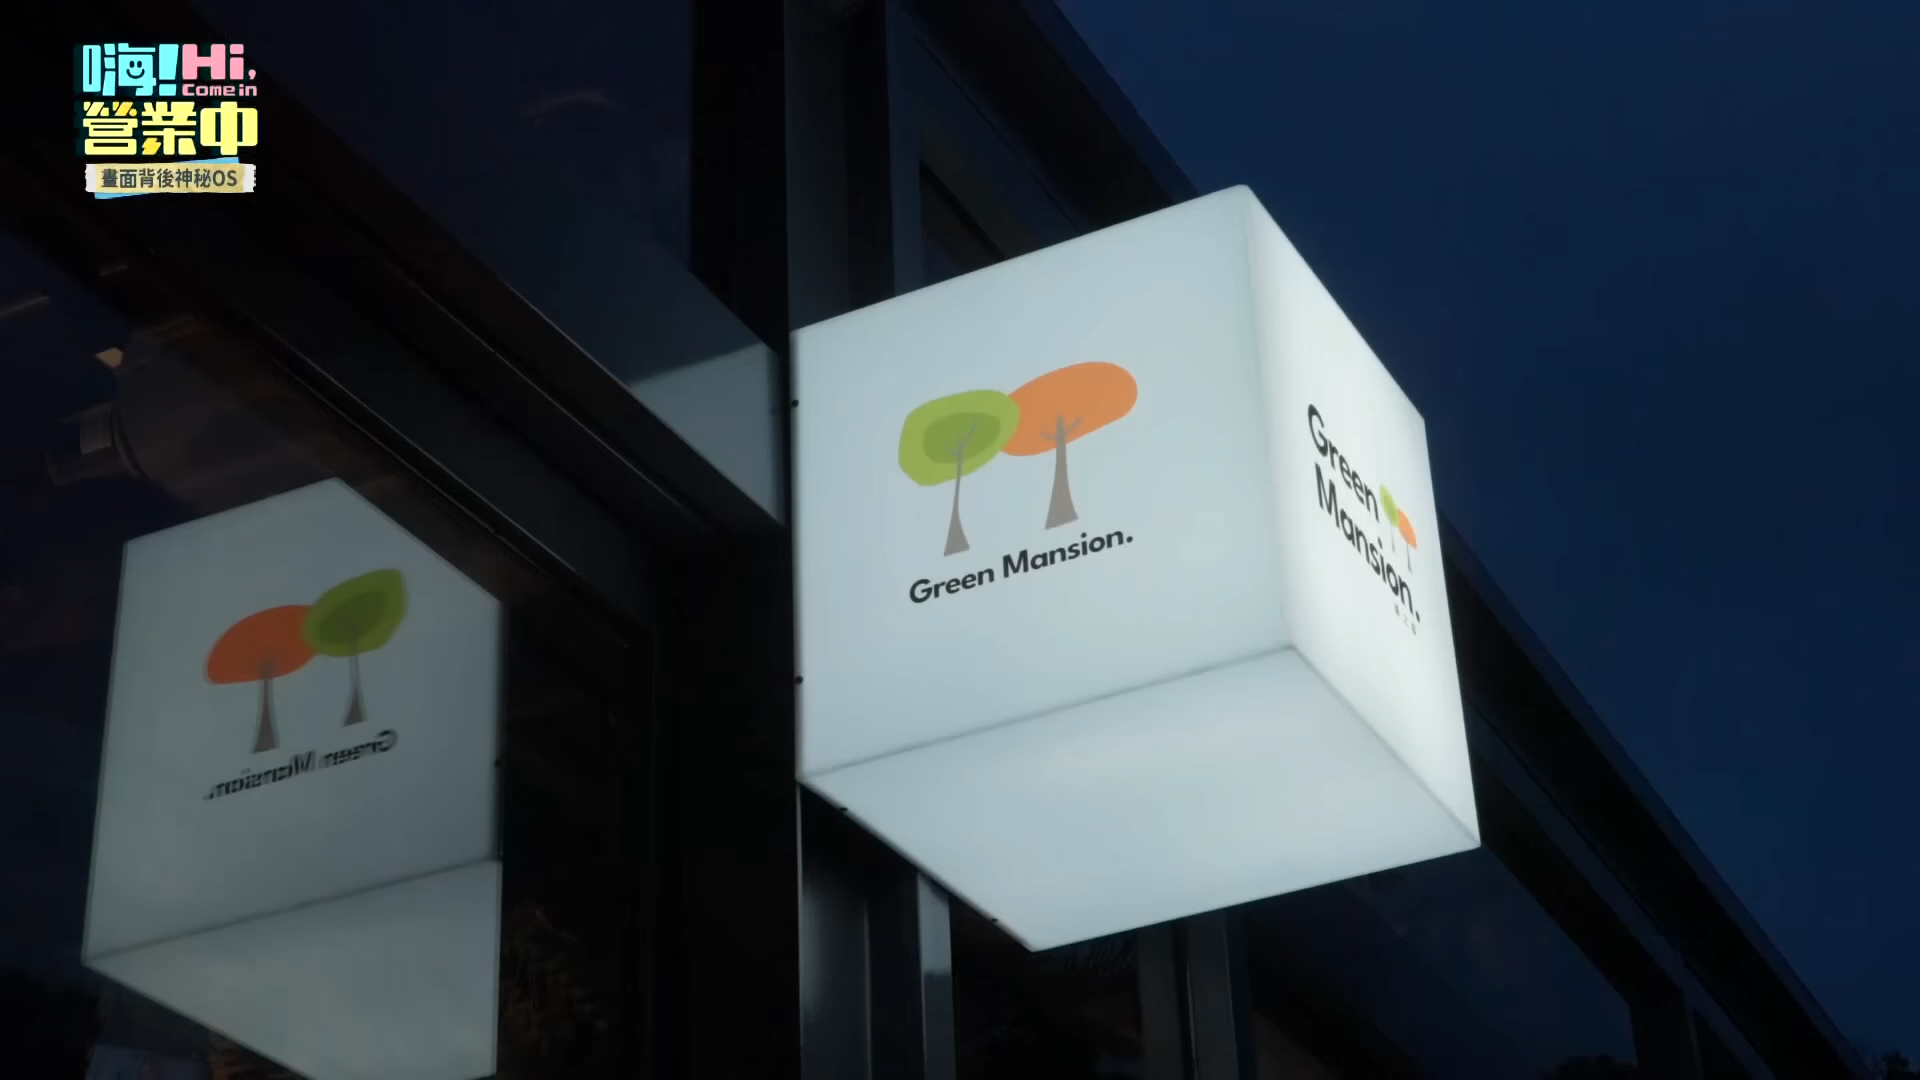 嗨!Hi,
Come in
營業中
畫面背後神秘OS
Green Mansion.
Green
Mansion.
Green Mansion.